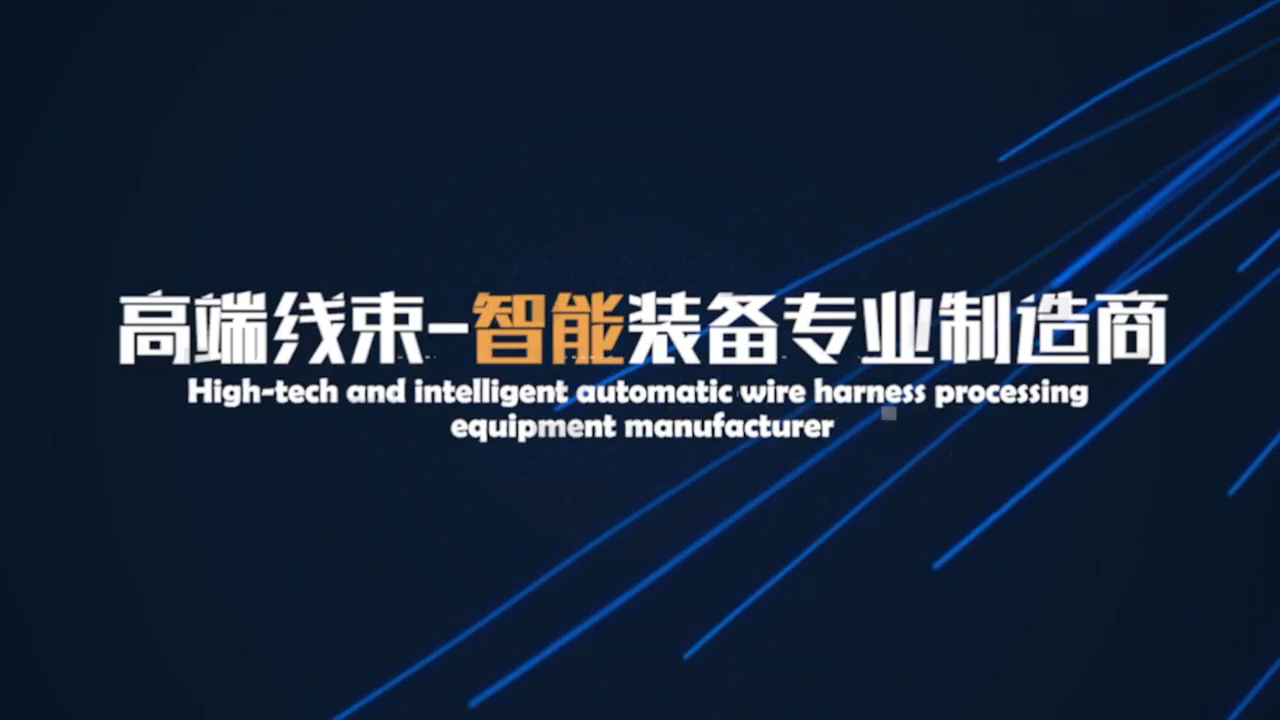 高端线束-智能装备专业制造商
High-tech and intelligent automatic wire harness processing
equipment manufacturer